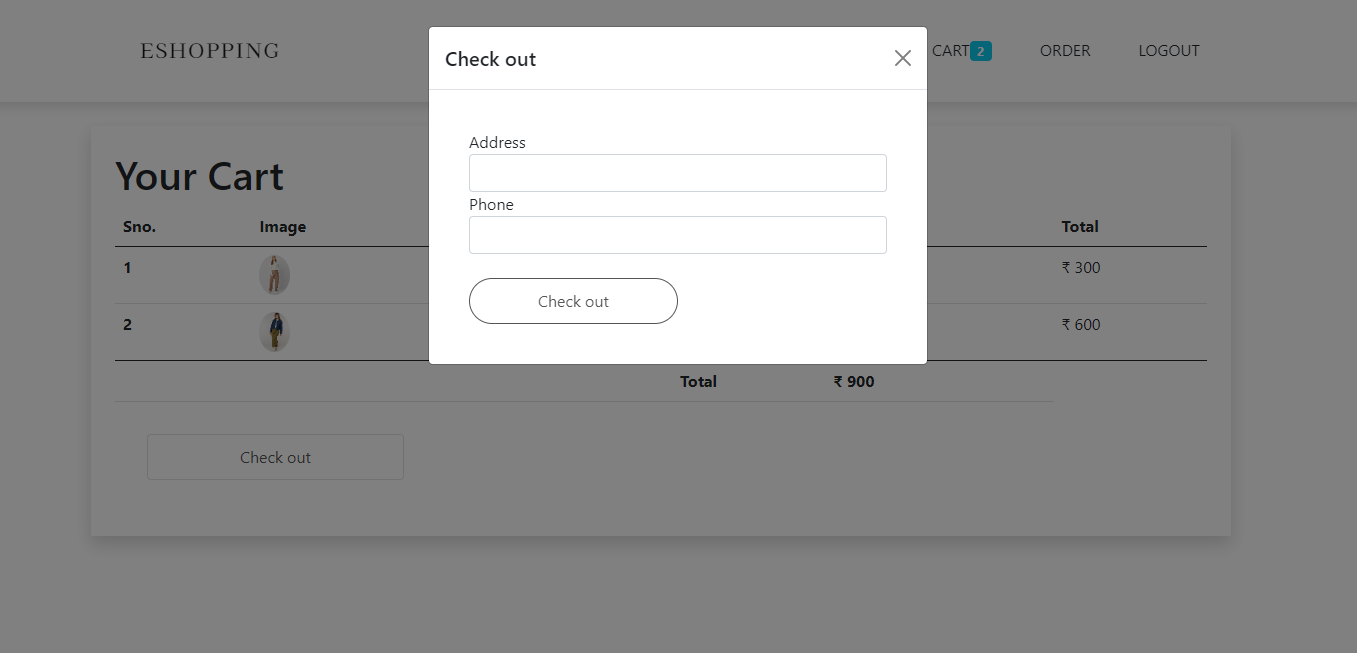 ESHOPPING
CART 2
ORDER
LOGOUT
Check out
Address
Phone
Check out
Your Cart
Sno. Image Total
1 ₹ 300
2 ₹ 600
Total ₹ 900
Check out